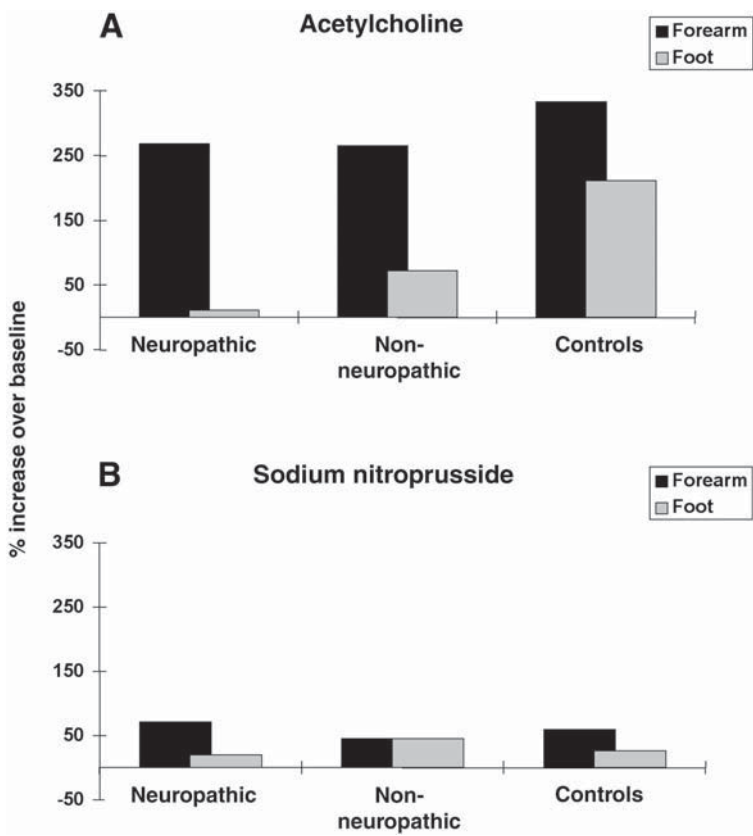 A
Acetylcholine
Forearm
Foot
350
250
150
50
-50
Neuropathic
Non-
neuropathic
Controls
% increase over baseline
B
Sodium nitroprusside
Forearm
Foot
350
250
150
50
-50
Neuropathic
Non-
neuropathic
Controls